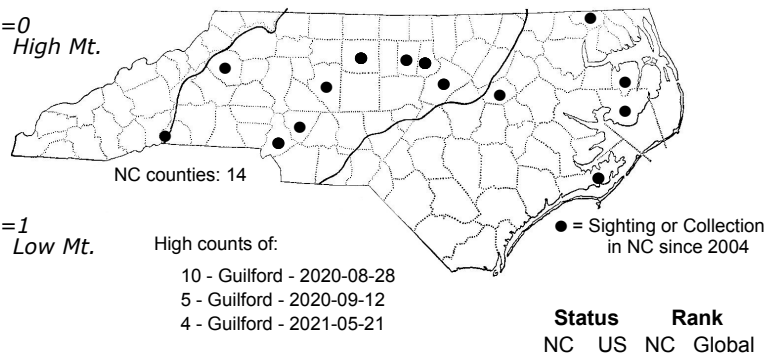 =0
High Mt.
NC counties: 14
=1
Low Mt.
High counts of:
10 - Guilford - 2020-08-28
5 - Guilford - 2020-09-12
4 - Guilford - 2021-05-21
● = Sighting or Collection
in NC since 2004
Status Rank
NC US NC Global